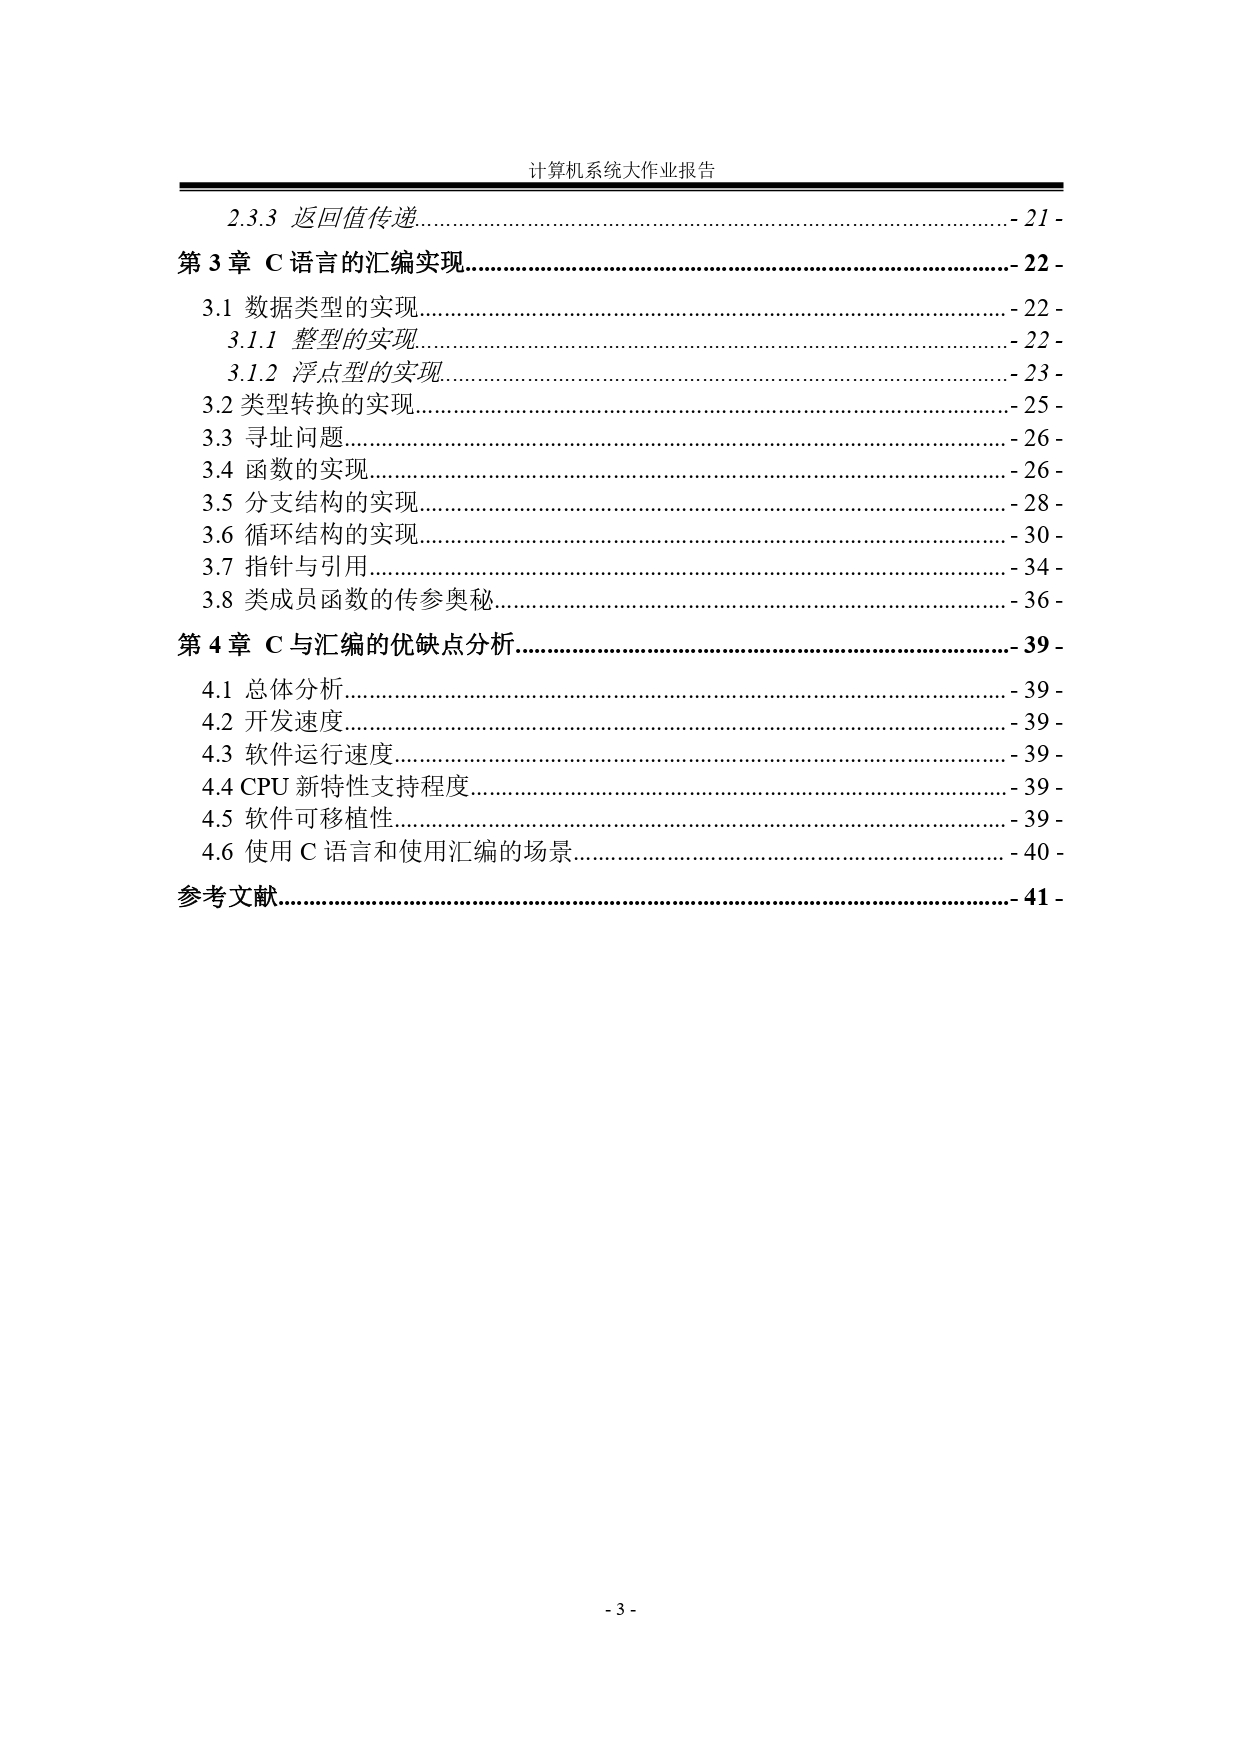 计算机系统大作业报告
2.3.3 返回值传递................................................................................................- 21 -
第 3 章 C 语言的汇编实现.......................................................................................- 22 -
3.1 数据类型的实现.............................................................................................. - 22 -
3.1.1 整型的实现................................................................................................- 22 -
3.1.2 浮点型的实现............................................................................................- 23 -
3.2 类型转换的实现...............................................................................................- 25 -
3.3 寻址问题.......................................................................................................... - 26 -
3.4 函数的实现...................................................................................................... - 26 -
3.5 分支结构的实现.............................................................................................. - 28 -
3.6 循环结构的实现.............................................................................................. - 30 -
3.7 指针与引用...................................................................................................... - 34 -
3.8 类成员函数的传参奥秘.................................................................................. - 36 -
第 4 章 C 与汇编的优缺点分析...............................................................................- 39 -
4.1 总体分析.......................................................................................................... - 39 -
4.2 开发速度.......................................................................................................... - 39 -
4.3 软件运行速度.................................................................................................. - 39 -
4.4 CPU 新特性支持程度...................................................................................... - 39 -
4.5 软件可移植性.................................................................................................. - 39 -
4.6 使用 C 语言和使用汇编的场景..................................................................... - 40 -
参考文献.....................................................................................................................- 41 -
- 3 -